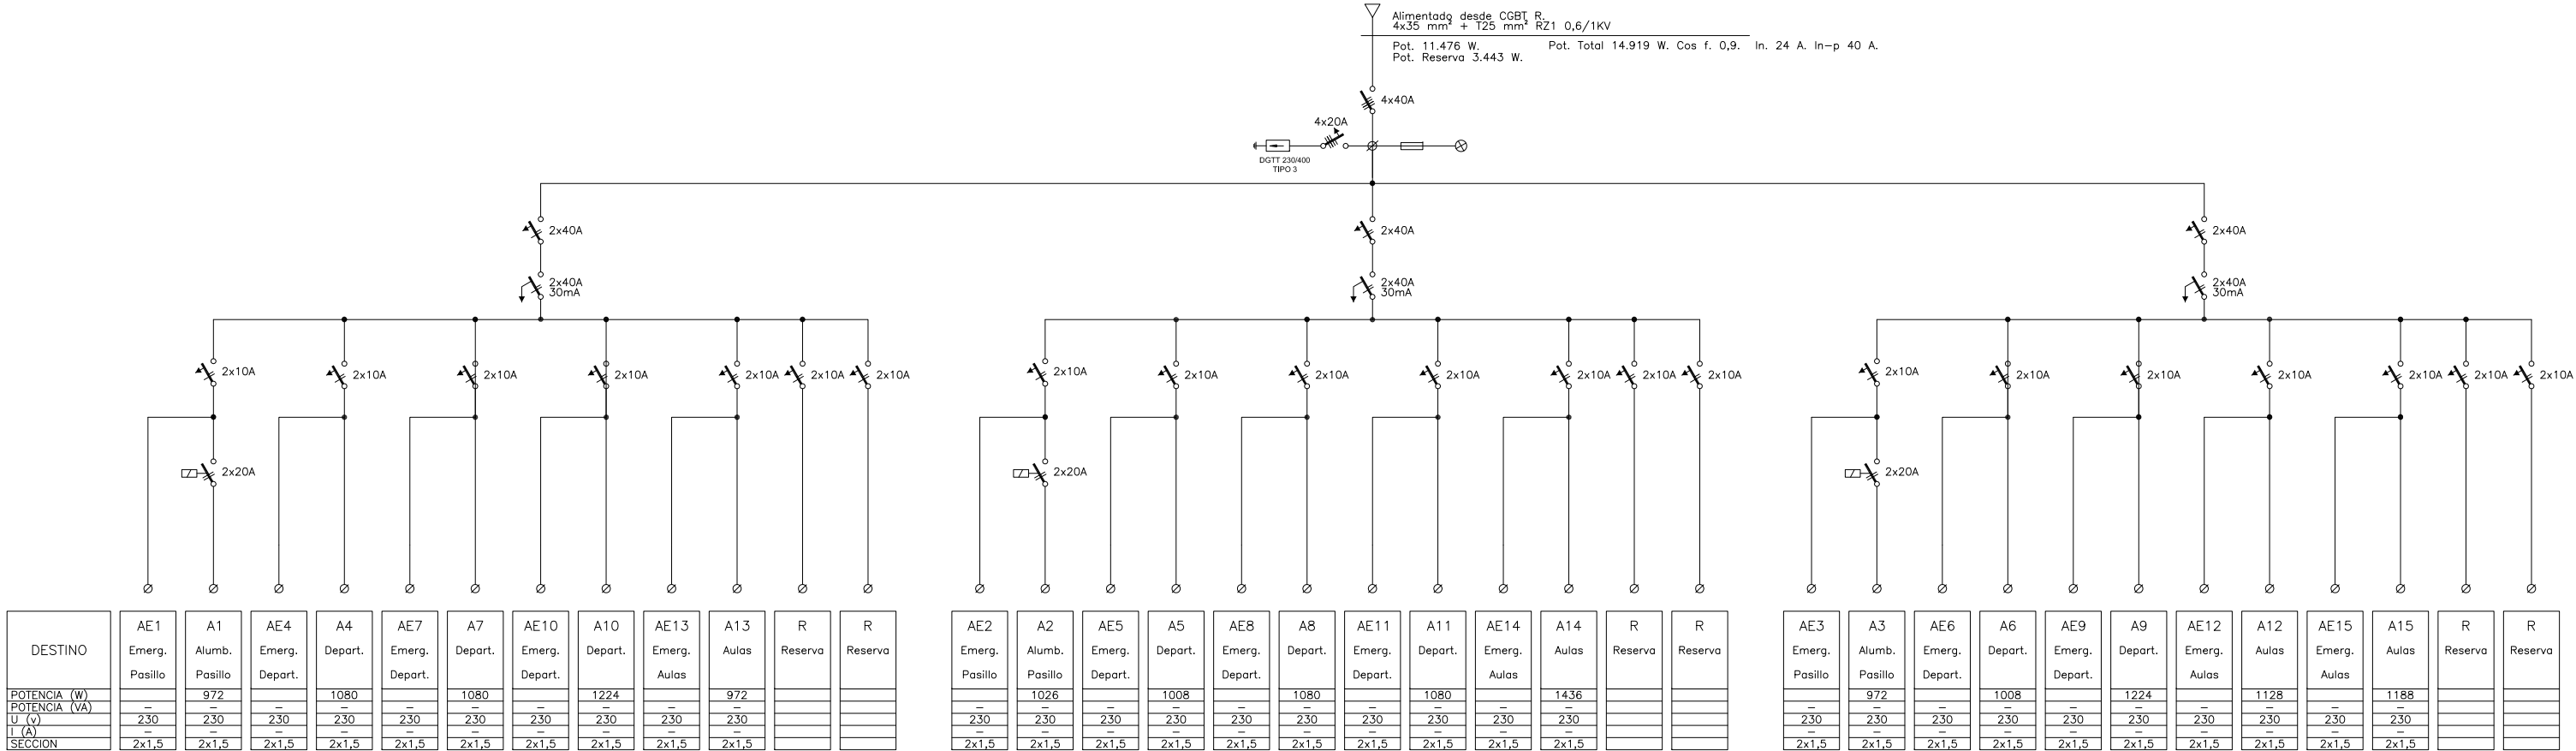 Alimentado desde CGBT R.
4x35 mm² + T25 mm² RZ1 0,6/1KV
Pot. 11.476 W. Pot. Total 14.919 W. Cos f. 0,9. In. 24 A. In-p 40 A.
Pot. Reserva 3.443 W.
4x40A
4x20A
DGTT 230/400
TIPO 3
2x40A 2x40A 2x40A
2x40A 2x40A 2x40A
30mA 30mA 30mA
2x10A 2x10A 2x10A 2x10A 2x10A 2x10A 2x10A 2x10A 2x10A 2x10A 2x10A 2x10A 2x10A 2x10A 2x10A 2x10A 2x10A 2x10A 2x10A 2x10A 2x10A
2x20A 2x20A 2x20A
AE1 A1 AE4 A4 AE7 A7 AE10 A10 AE13 A13 R R AE2 A2 AE5 A5 AE8 A8 AE11 A11 AE14 A14 R R AE3 A3 AE6 A6 AE9 A9 AE12 A12 AE15 A15 R R
DESTINO Emerg. Alumb. Emerg. Depart. Emerg. Depart. Emerg. Depart. Emerg. Aulas Reserva Reserva Emerg. Alumb. Emerg. Depart. Emerg. Depart. Emerg. Depart. Emerg. Aulas Reserva Reserva Emerg. Alumb. Emerg. Depart. Emerg. Depart. Emerg. Aulas Emerg. Aulas Reserva Reserva
Pasillo Pasillo Depart. Depart. Depart. Aulas Pasillo Pasillo Depart. Depart. Depart. Aulas Pasillo Pasillo Depart. Depart. Aulas Aulas
POTENCIA (W) 972 1080 1080 1224 972 1026 1008 1080 1080 1436 972 1008 1224 1128 1188
POTENCIA (VA) – – – – – – – – – – – – – – – – – – – – – – – – – – – – – –
U (v) 230 230 230 230 230 230 230 230 230 230 230 230 230 230 230 230 230 230 230 230 230 230 230 230 230 230 230 230 230 230
I (A) – – – – – – – – – – – – – – – – – – – – – – – – – – – – – –
SECCION 2x1,5 2x1,5 2x1,5 2x1,5 2x1,5 2x1,5 2x1,5 2x1,5 2x1,5 2x1,5 2x1,5 2x1,5 2x1,5 2x1,5 2x1,5 2x1,5 2x1,5 2x1,5 2x1,5 2x1,5 2x1,5 2x1,5 2x1,5 2x1,5 2x1,5 2x1,5 2x1,5 2x1,5 2x1,5 2x1,5